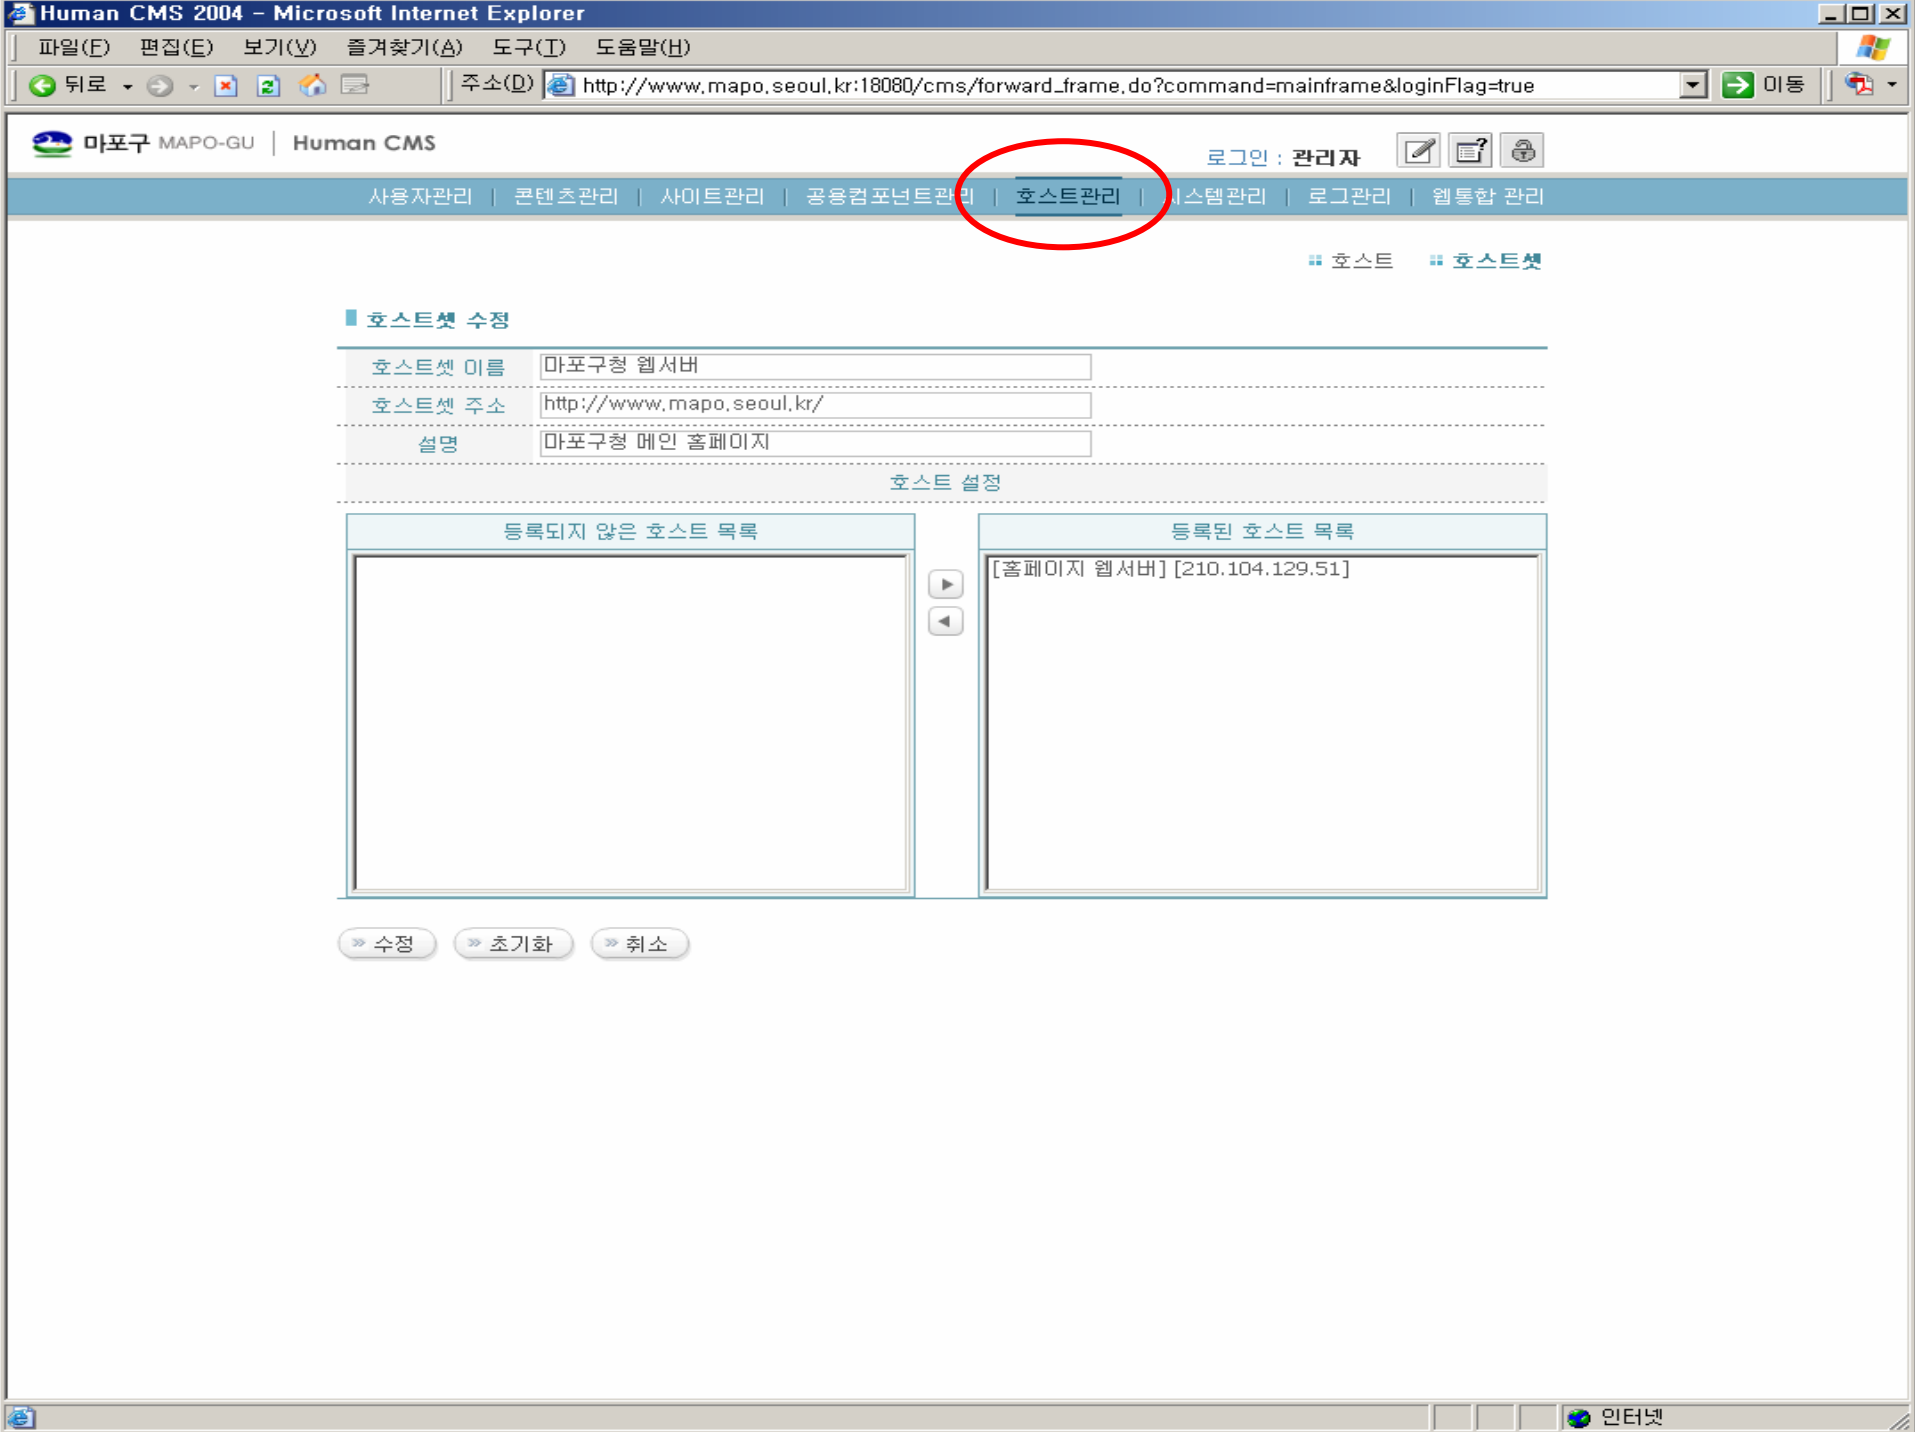 Human CMS 2004 - Microsoft Internet Explorer
파일(F) 편집(E) 보기(V) 즐겨찾기(A) 도구(T) 도움말(H)
뒤로 주소(D) http://www.mapo.seoul.kr:18080/cms/forward_frame.do?command=mainframe&loginFlag=true 이동
마포구 MAPO-GU | Human CMS
로그인 : 관리자
사용자관리 | 콘텐츠관리 | 사이트관리 | 공용컴포넌트관리 | 호스트관리 | 시스템관리 | 로그관리 | 웹통합 관리
호스트 호스트셋
호스트셋 수정
호스트셋 이름 마포구청 웹서버
호스트셋 주소 http://www.mapo.seoul.kr/
설명 마포구청 메인 홈페이지
호스트 설정
등록되지 않은 호스트 목록 등록된 호스트 목록
[홈페이지 웹서버] [210.104.129.51]
수정 초기화 취소
인터넷